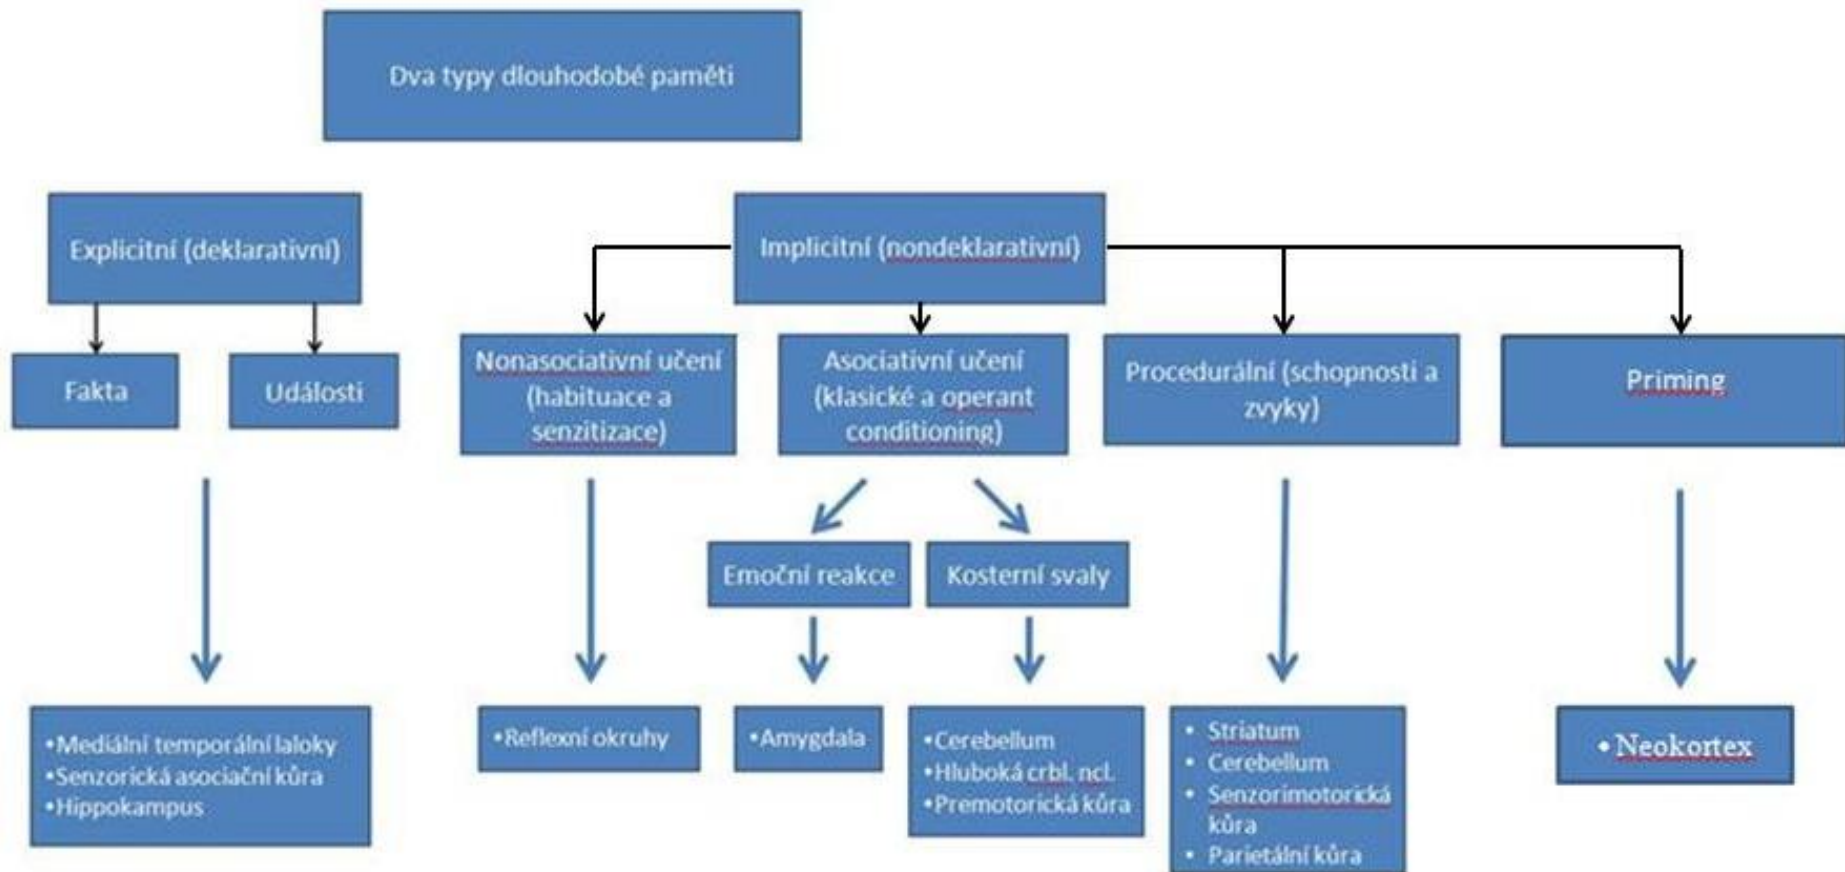 Dva typy dlouhodobé paměti
Explicitní (deklarativní)
Implicitní (nondeklarativní)
Fakta
Události
Nonasociativní učení
(habituace a
senzitizace)
Asociativní učení
(klasické a operant
conditioning)
Procedurální (schopnosti a
zvyky)
Priming
Emoční reakce
Kosterní svaly
•Mediální temporální laloky
•Senzorická asociační kůra
•Hippokampus
•Reflexní okruhy
•Amygdala
•Cerebellum
•Hluboká crbl. ncl.
•Premotorická kůra
• Striatum
• Cerebellum
• Senzorimotorická
kůra
• Parietální kůra
• Neokortex